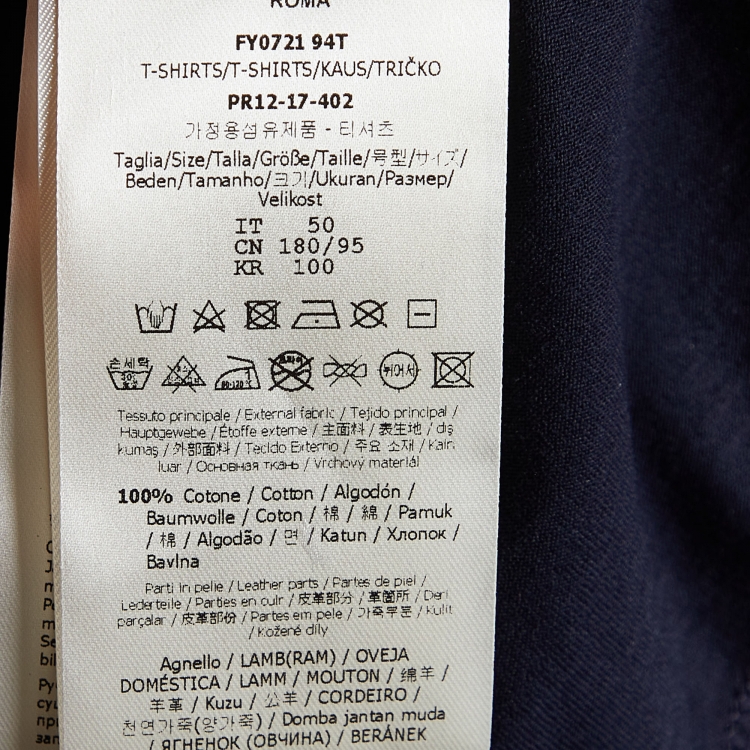 ROMA
FY0721 94T
T-SHIRTS/T-SHIRTS/KAUS/TRIČKO
PR12-17-402
가정용섬유제품 - 티셔츠
Taglia/Size/Talla/Größe/Taille/号型/サイズ/
Beden/Tamanho/크기/Ukuran/Размер/
Velikost
IT 50
CN 180/95
KR 100
손세탁
30℃
80-120℃
드라이
뉘어서
Tessuto principale / External fabric / Tejido principal /
Hauptgewebe / Étoffe externe / 主面料 / 表生地 / dış
kumaş / 外部面料 / Tecido Externo / 주요 소재 / Kain
luar / Основная ткань / Vrchový materiál
100% Cotone / Cotton / Algodón /
Baumwolle / Coton / 棉 / 綿 / Pamuk
/ 棉 / Algodão / 면 / Katun / Хлопок /
Bavlna
Parti in pelle / Leather parts / Partes de piel /
Lederteile / Parties en cuir / 皮革部分 / 革箇所 / Deri
parçalar / 皮革部份 / Partes em pele / 가죽부분 / Kulit
/ Kožené díly
Agnello / LAMB(RAM) / OVEJA
DOMÉSTICA / LAMM / MOUTON / 绵羊 /
羊革 / Kuzu / 公羊 / CORDEIRO /
천연가죽(양가죽) / Domba jantan muda
/ ЯГНЕНОК (ОВЧИНА) / BERÁNEK